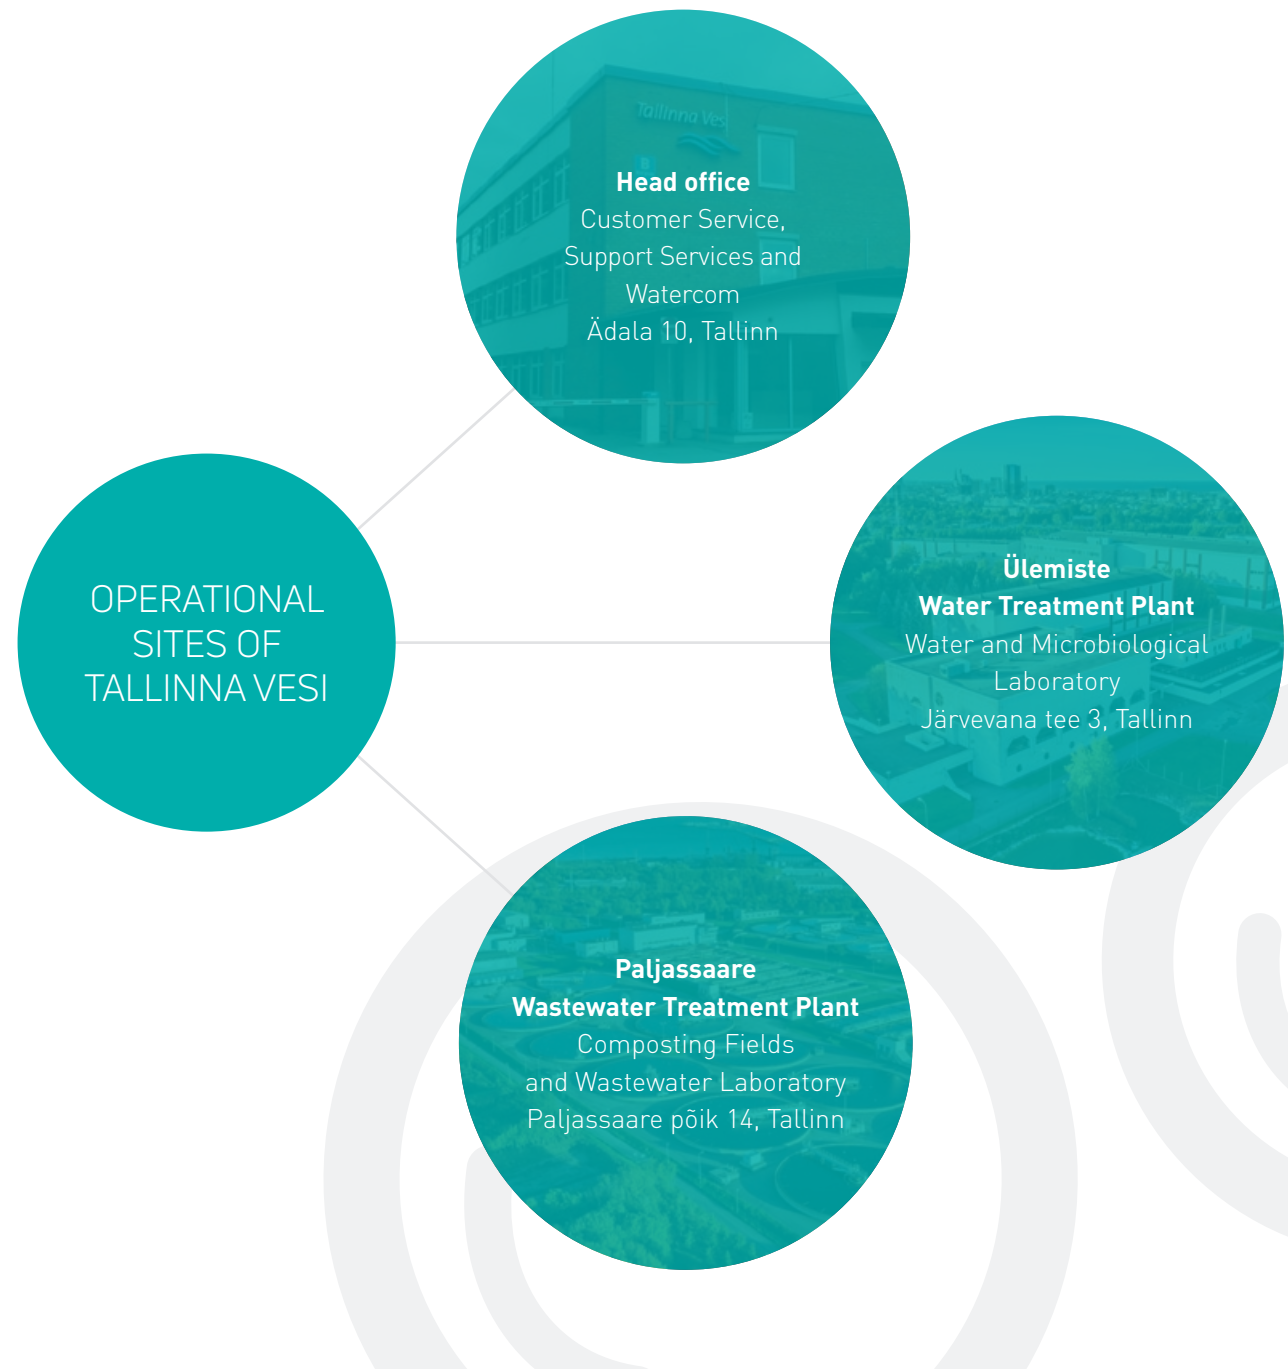 Tallinna Vesi
Head office
Customer Service,
Support Services and
Watercom
Ädala 10, Tallinn
OPERATIONAL
SITES OF
TALLINNA VESI
Ülemiste
Water Treatment Plant
Water and Microbiological
Laboratory
Järvevana tee 3, Tallinn
Paljassaare
Wastewater Treatment Plant
Composting Fields
and Wastewater Laboratory
Paljassaare põik 14, Tallinn